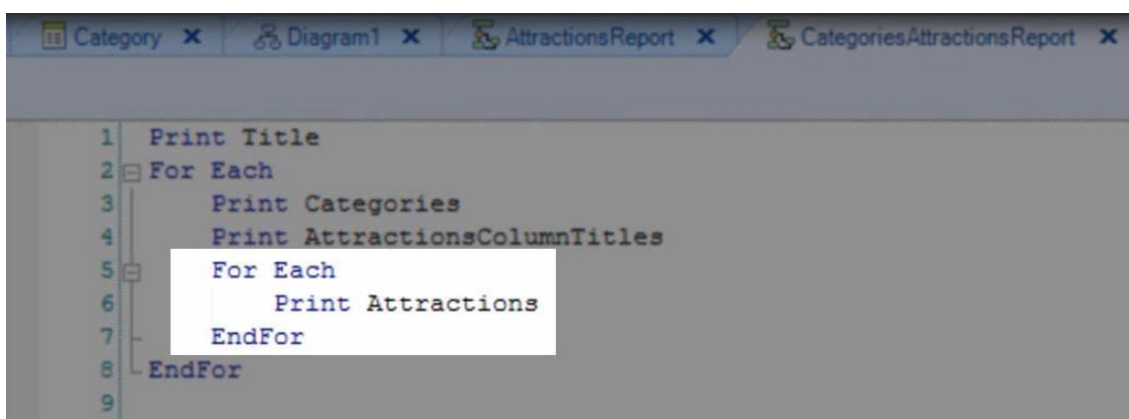 Category × Diagram1 × AttractionsReport × CategoriesAttractionsReport ×
1 Print Title
2 For Each
3 Print Categories
4 Print AttractionsColumnTitles
5 For Each
6 Print Attractions
7 EndFor
8 EndFor
9